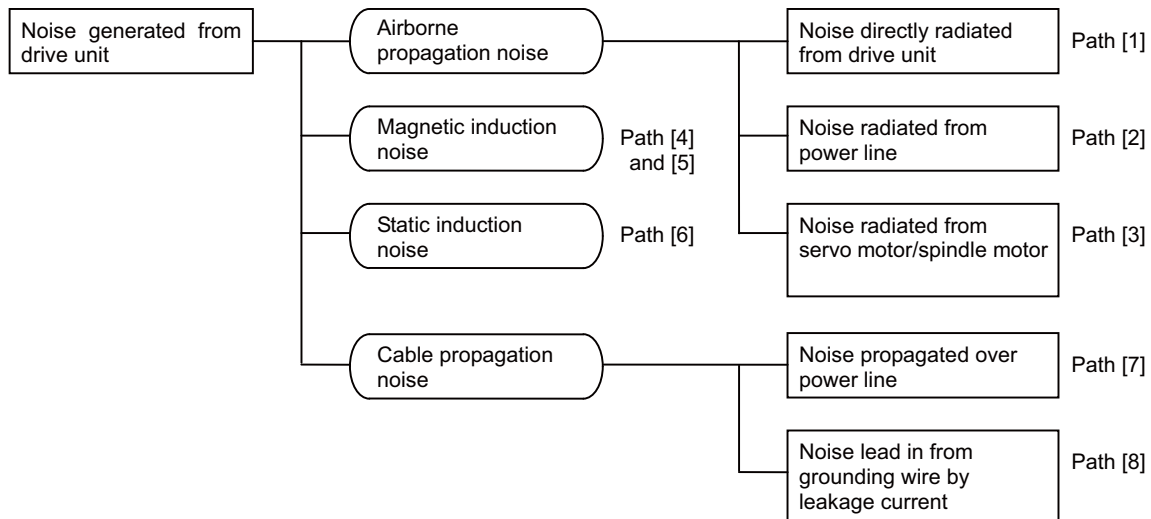 Noise generated from
drive unit
Airborne
propagation noise
Noise directly radiated
from drive unit
Path [1]
Magnetic induction
noise
Path [4]
and [5]
Noise radiated from
power line
Path [2]
Static induction
noise
Path [6]
Noise radiated from
servo motor/spindle motor
Path [3]
Cable propagation
noise
Noise propagated over
power line
Path [7]
Noise lead in from
grounding wire by
leakage current
Path [8]